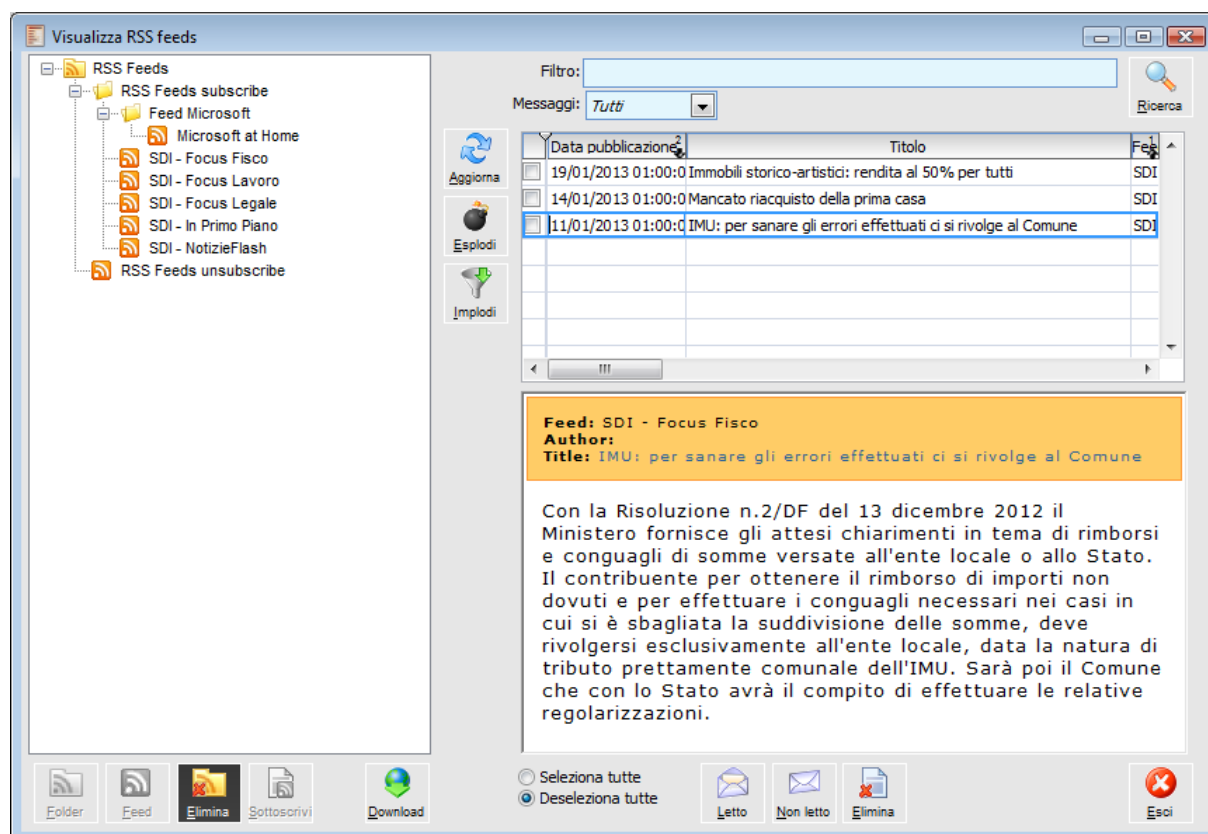 Visualizza RSS feeds
RSS Feeds
RSS Feeds subscribe
Feed Microsoft
Microsoft at Home
SDI - Focus Fisco
SDI - Focus Lavoro
SDI - Focus Legale
SDI - In Primo Piano
SDI - NotizieFlash
RSS Feeds unsubscribe
Filtro:
Messaggi: Tutti
Ricerca
Aggiorna
Esplodi
Implodi
Data pubblicazione 2 Titolo Fee 1
19/01/2013 01:00:0 Immobili storico-artistici: rendita al 50% per tutti SDI
14/01/2013 01:00:0 Mancato riacquisto della prima casa SDI
11/01/2013 01:00:0 IMU: per sanare gli errori effettuati ci si rivolge al Comune SDI
Feed: SDI - Focus Fisco
Author:
Title: IMU: per sanare gli errori effettuati ci si rivolge al Comune
Con la Risoluzione n.2/DF del 13 dicembre 2012 il
Ministero fornisce gli attesi chiarimenti in tema di rimborsi
e conguagli di somme versate all'ente locale o allo Stato.
Il contribuente per ottenere il rimborso di importi non
dovuti e per effettuare i conguagli necessari nei casi in
cui si è sbagliata la suddivisione delle somme, deve
rivolgersi esclusivamente all'ente locale, data la natura di
tributo prettamente comunale dell'IMU. Sarà poi il Comune
che con lo Stato avrà il compito di effettuare le relative
regolarizzazioni.
Folder Feed Elimina Sottoscrivi Download
Seleziona tutte
Deseleziona tutte
Letto Non letto Elimina Esci